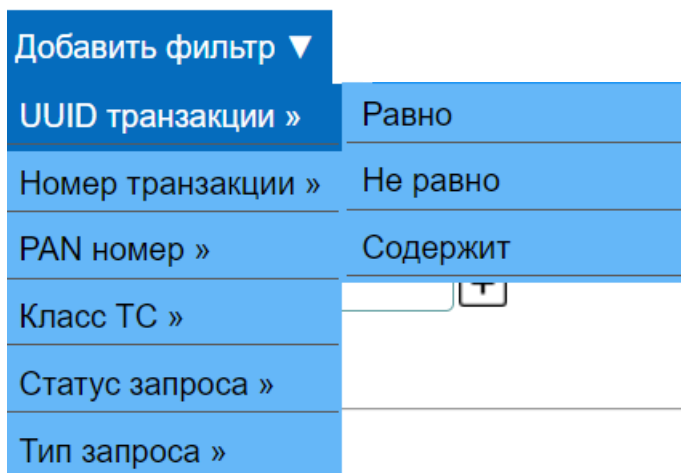 Добавить фильтр ▼
UUID транзакции »
Равно
Номер транзакции »
Не равно
PAN номер »
Содержит
Класс ТС »
Статус запроса »
Тип запроса »